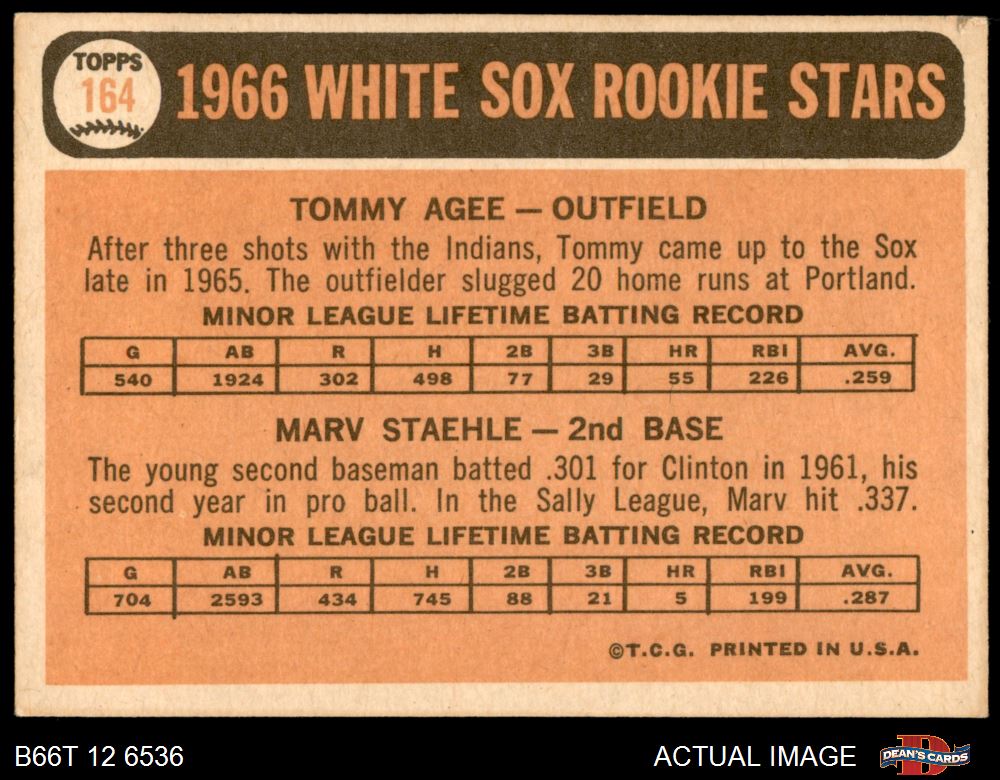 TOPPS
164
1966 WHITE SOX ROOKIE STARS
TOMMY AGEE — OUTFIELD
After three shots with the Indians, Tommy came up to the Sox
late in 1965. The outfielder slugged 20 home runs at Portland.
MINOR LEAGUE LIFETIME BATTING RECORD
G AB R H 2B 3B HR RBI AVG.
540 1924 302 498 77 29 55 226 .259
MARV STAEHLE — 2nd BASE
The young second baseman batted .301 for Clinton in 1961, his
second year in pro ball. In the Sally League, Marv hit .337.
MINOR LEAGUE LIFETIME BATTING RECORD
G AB R H 2B 3B HR RBI AVG.
704 2593 434 745 88 21 5 199 .287
©T.C.G. PRINTED IN U.S.A.
B66T 12 6536 ACTUAL IMAGE D DEAN'S CARDS